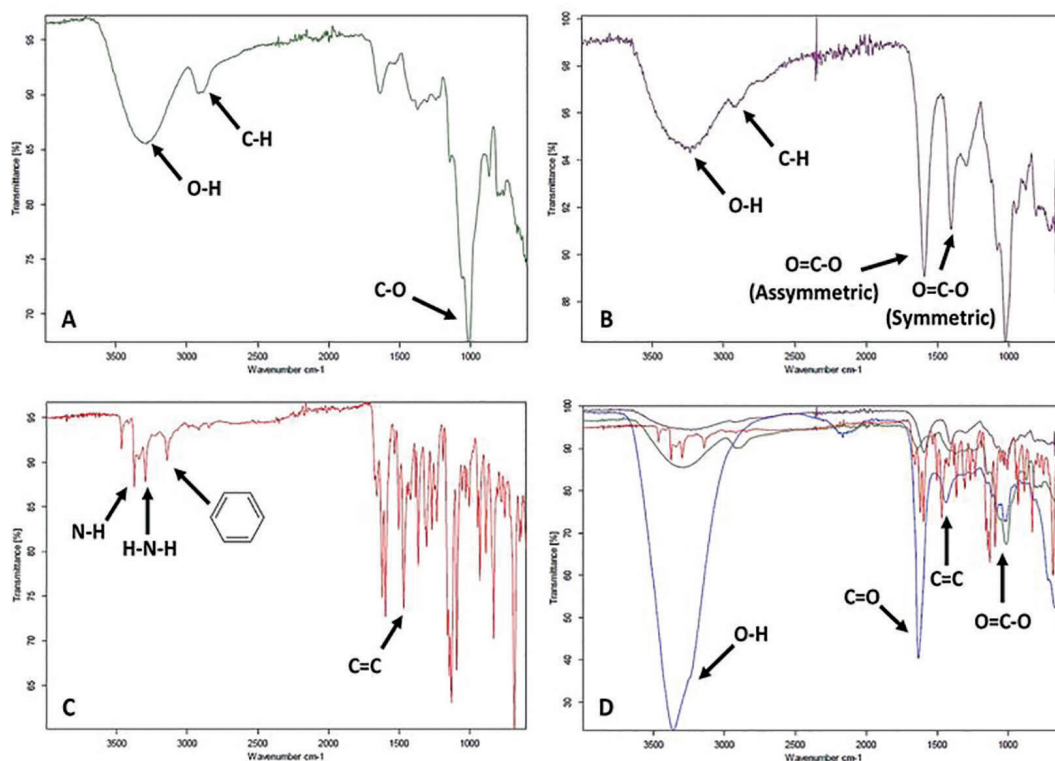 95
90
85
80
75
70
Transmittance [%]
C-H
O-H
C-O
A
3500 3000 2500 2000 1500 1000
Wavenumber cm-1
100
98
96
94
92
90
88
Transmittance [%]
C-H
O-H
O=C-O
(Assymmetric)
O=C-O
(Symmetric)
B
3500 3000 2500 2000 1500 1000
Wavenumber cm-1
95
90
85
80
75
70
65
Transmittance [%]
N-H
H-N-H
C=C
C
3500 3000 2500 2000 1500 1000
Wavenumber cm-1
100
90
80
70
60
50
40
30
Transmittance [%]
C=C
C=O
O=C-O
O-H
D
3500 3000 2500 2000 1500 1000
Wavenumber cm-1